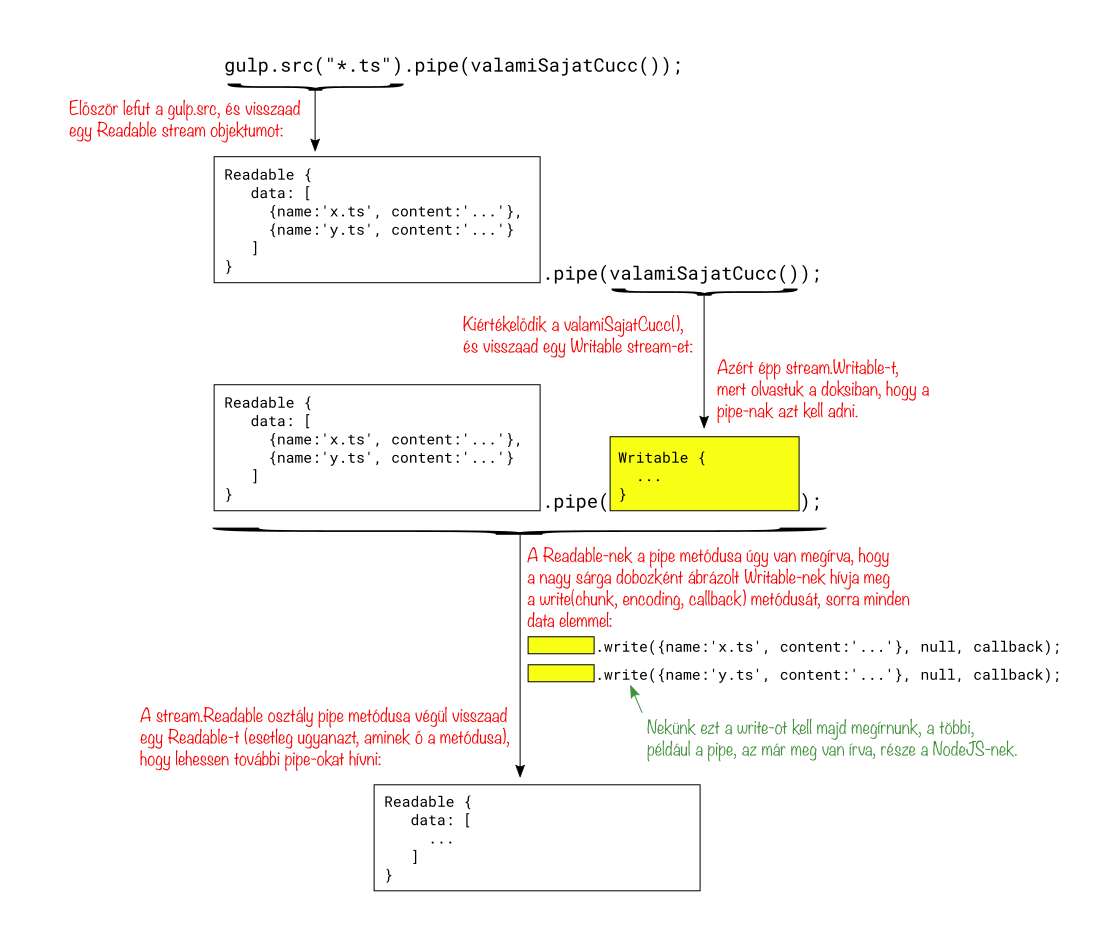 gulp.src("*.ts").pipe(valamiSajatCucc());
Először lefut a gulp.src, és visszaad
egy Readable stream objektumot:
Readable {
data: [
{name:'x.ts', content:'...'},
{name:'y.ts', content:'...'}
]
}
.pipe(valamiSajatCucc());
Kiértékelődik a valamiSajatCucc(),
és visszaad egy Writable stream-et:
Azért épp stream.Writable-t,
mert olvastuk a doksiban, hogy a
pipe-nak azt kell adni.
Readable {
data: [
{name:'x.ts', content:'...'},
{name:'y.ts', content:'...'}
]
}
.pipe(
Writable {
...
}
);
A Readable-nek a pipe metódusa úgy van megírva, hogy
a nagy sárga dobozként ábrázolt Writable-nek hívja meg
a write(chunk, encoding, callback) metódusát, sorra minden
data elemmel:
.write({name:'x.ts', content:'...'}, null, callback);
.write({name:'y.ts', content:'...'}, null, callback);
Nekünk ezt a write-ot kell majd megírnunk, a többi,
például a pipe, az már meg van írva, része a NodeJS-nek.
A stream.Readable osztály pipe metódusa végül visszaad
egy Readable-t (esetleg ugyanazt, aminek ő a metódusa),
hogy lehessen további pipe-okat hívni:
Readable {
data: [
...
]
}